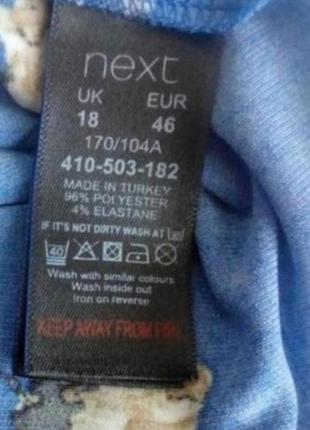 next
UK EUR
18 46
170/104A
410-503-182
MADE IN TURKEY
96% POLYESTER
4% ELASTANE
IF IT'S NOT DIRTY WASH AT
40
Wash with similar colours
Wash inside out
Iron on reverse
KEEP AWAY FROM FIRE